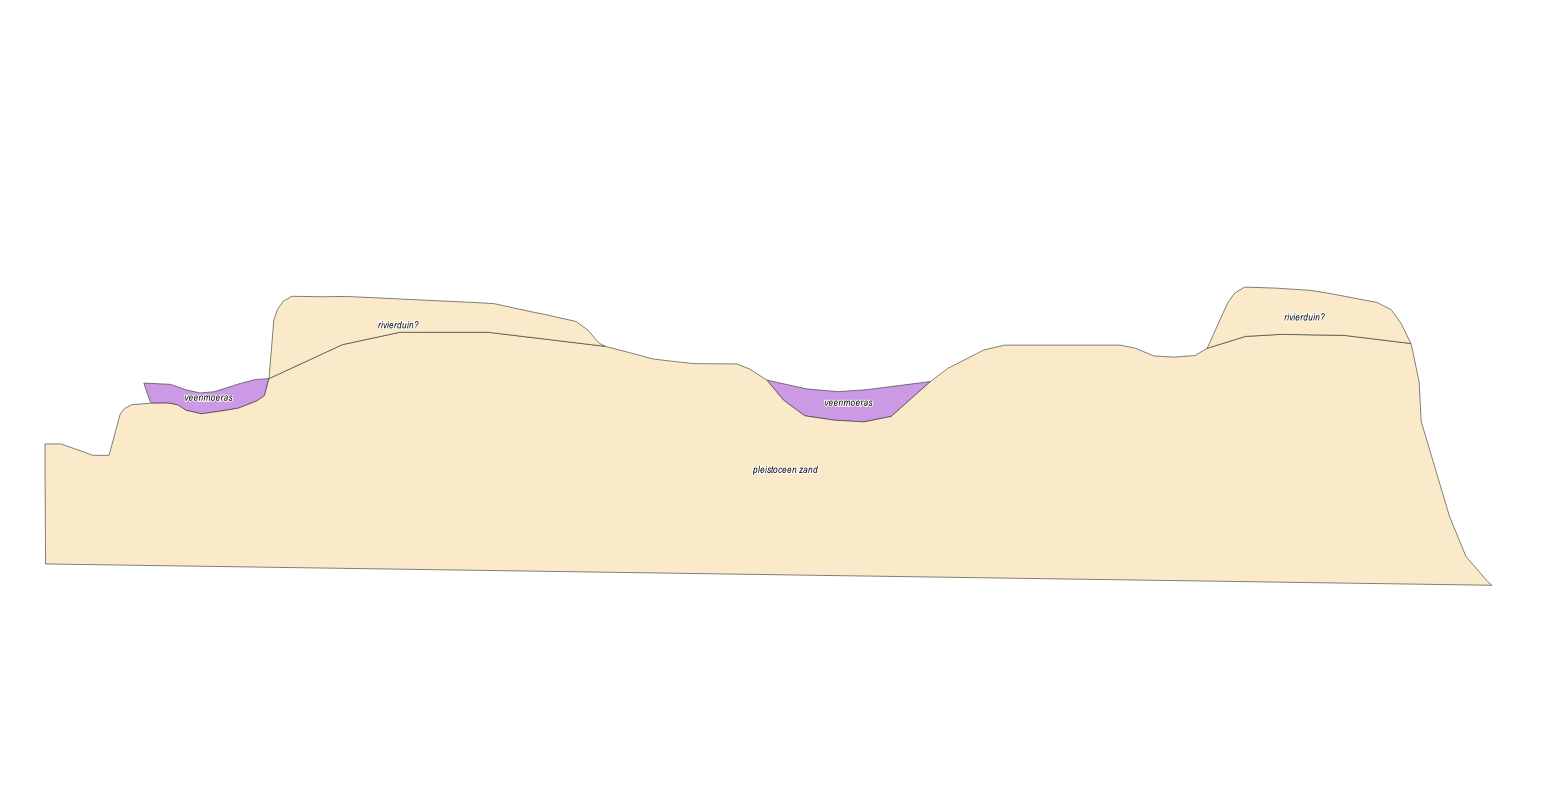 rivierduin?
rivierduin?
veenmoeras
veenmoeras
pleistoceen zand